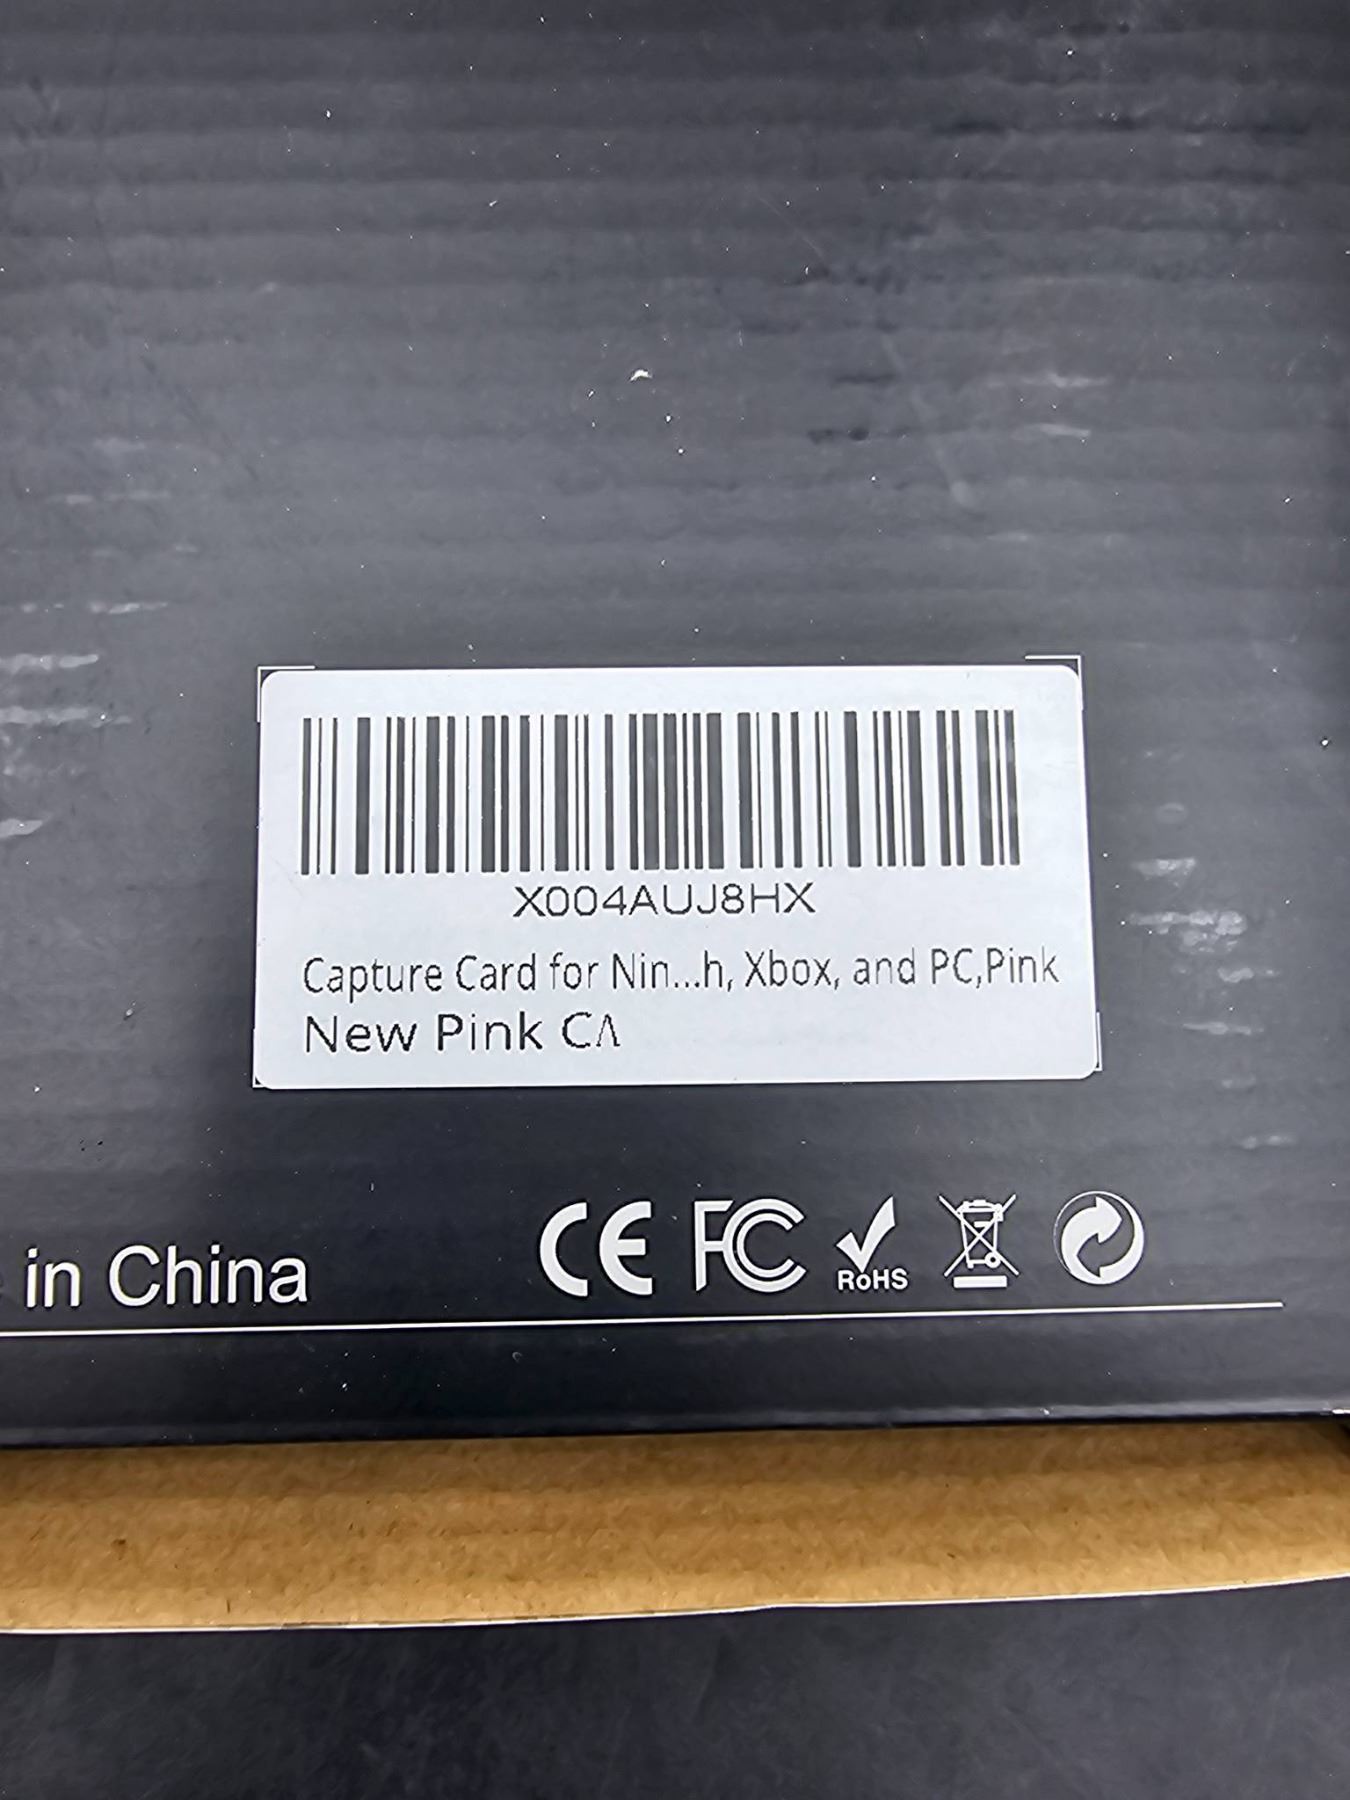 X004AUJ8HX
Capture Card for Nin...h, Xbox, and PC,Pink
New Pink CA
in China
CE FC RoHS